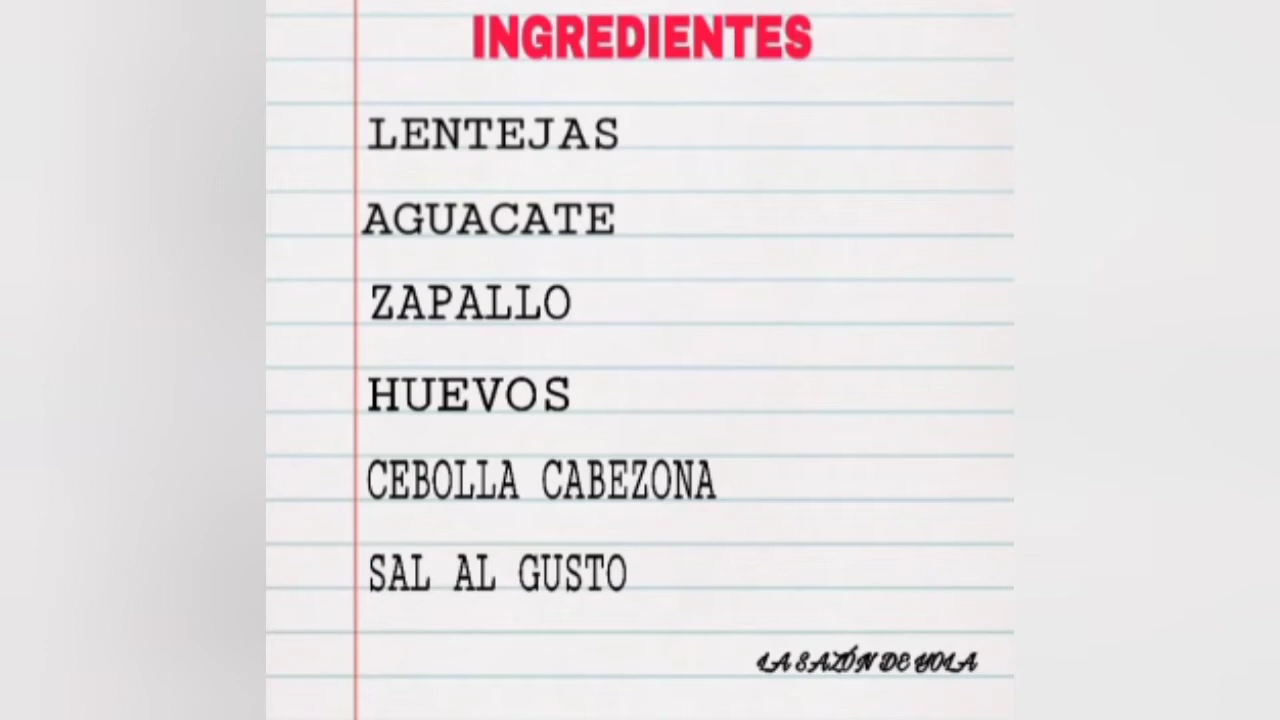 INGREDIENTES
LENTEJAS
AGUACATE
ZAPALLO
HUEVOS
CEBOLLA CABEZONA
SAL AL GUSTO
LA SAZÓN DE YOLA